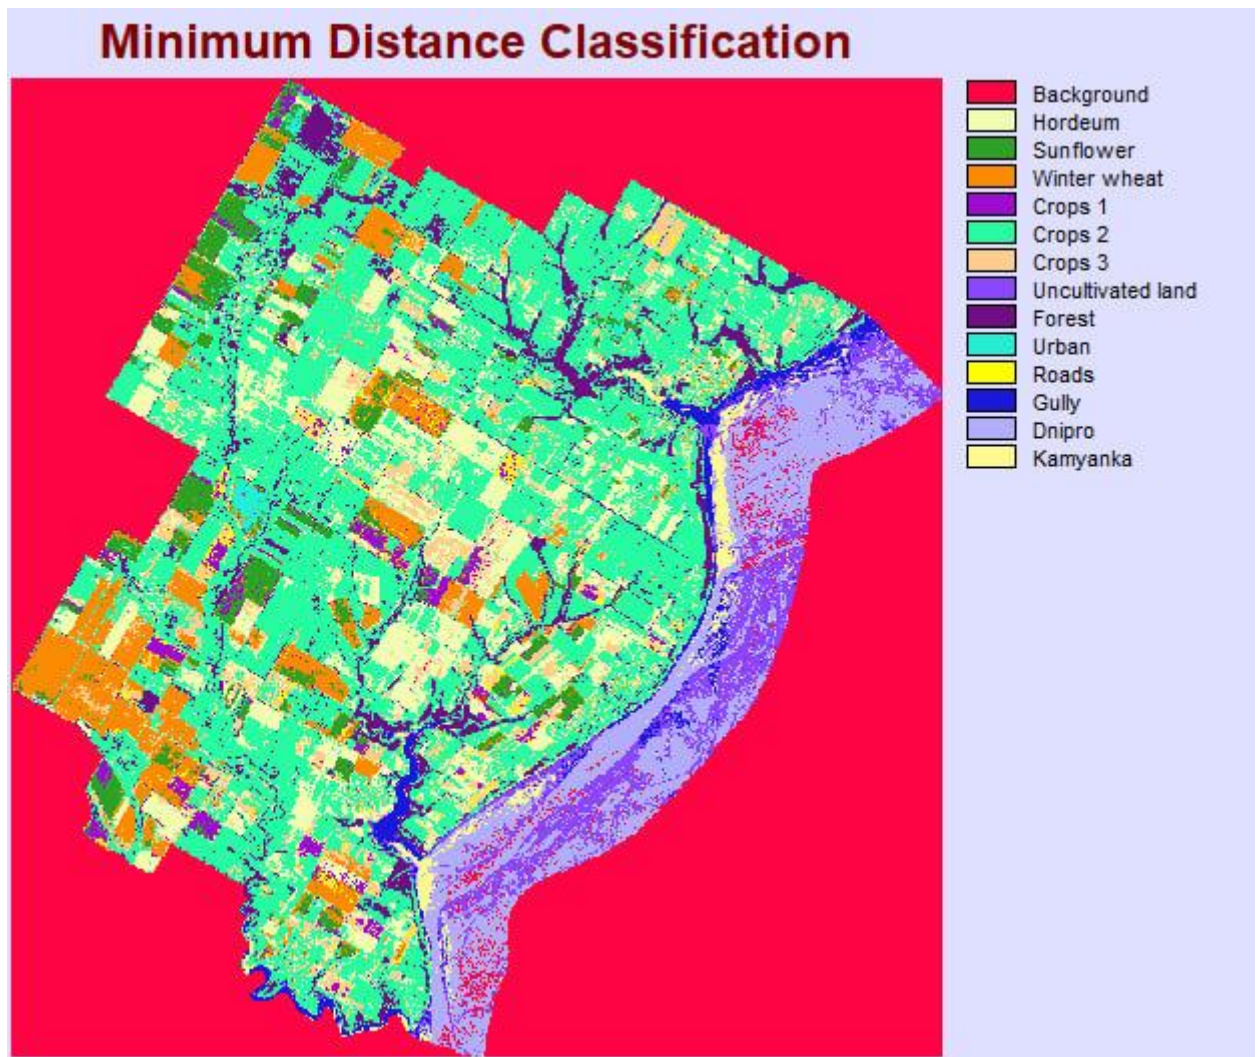 Minimum Distance Classification
Background
Hordeum
Sunflower
Winter wheat
Crops 1
Crops 2
Crops 3
Uncultivated land
Forest
Urban
Roads
Gully
Dnipro
Kamyanka